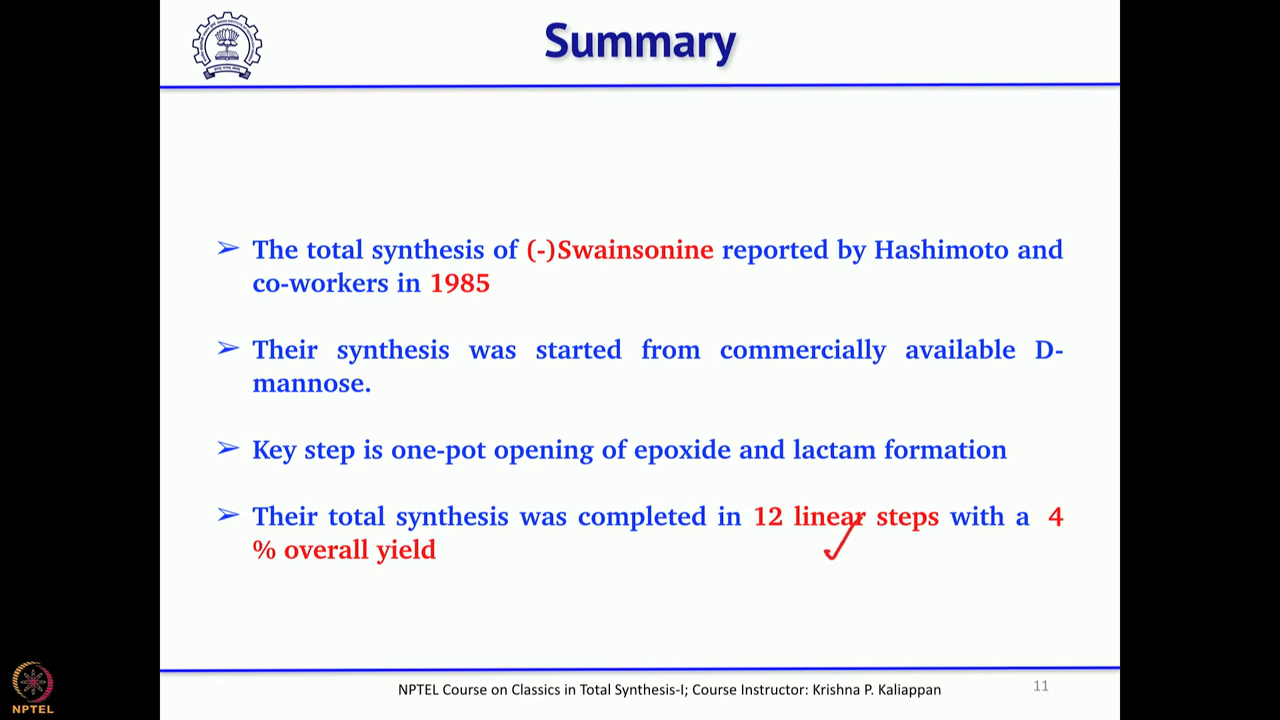 Summary
➢ The total synthesis of (-)Swainsonine reported by Hashimoto and
co-workers in 1985
➢ Their synthesis was started from commercially available D-
mannose.
➢ Key step is one-pot opening of epoxide and lactam formation
➢ Their total synthesis was completed in 12 linear steps with a 4
% overall yield
NPTEL
NPTEL Course on Classics in Total Synthesis-I; Course Instructor: Krishna P. Kaliappan
11